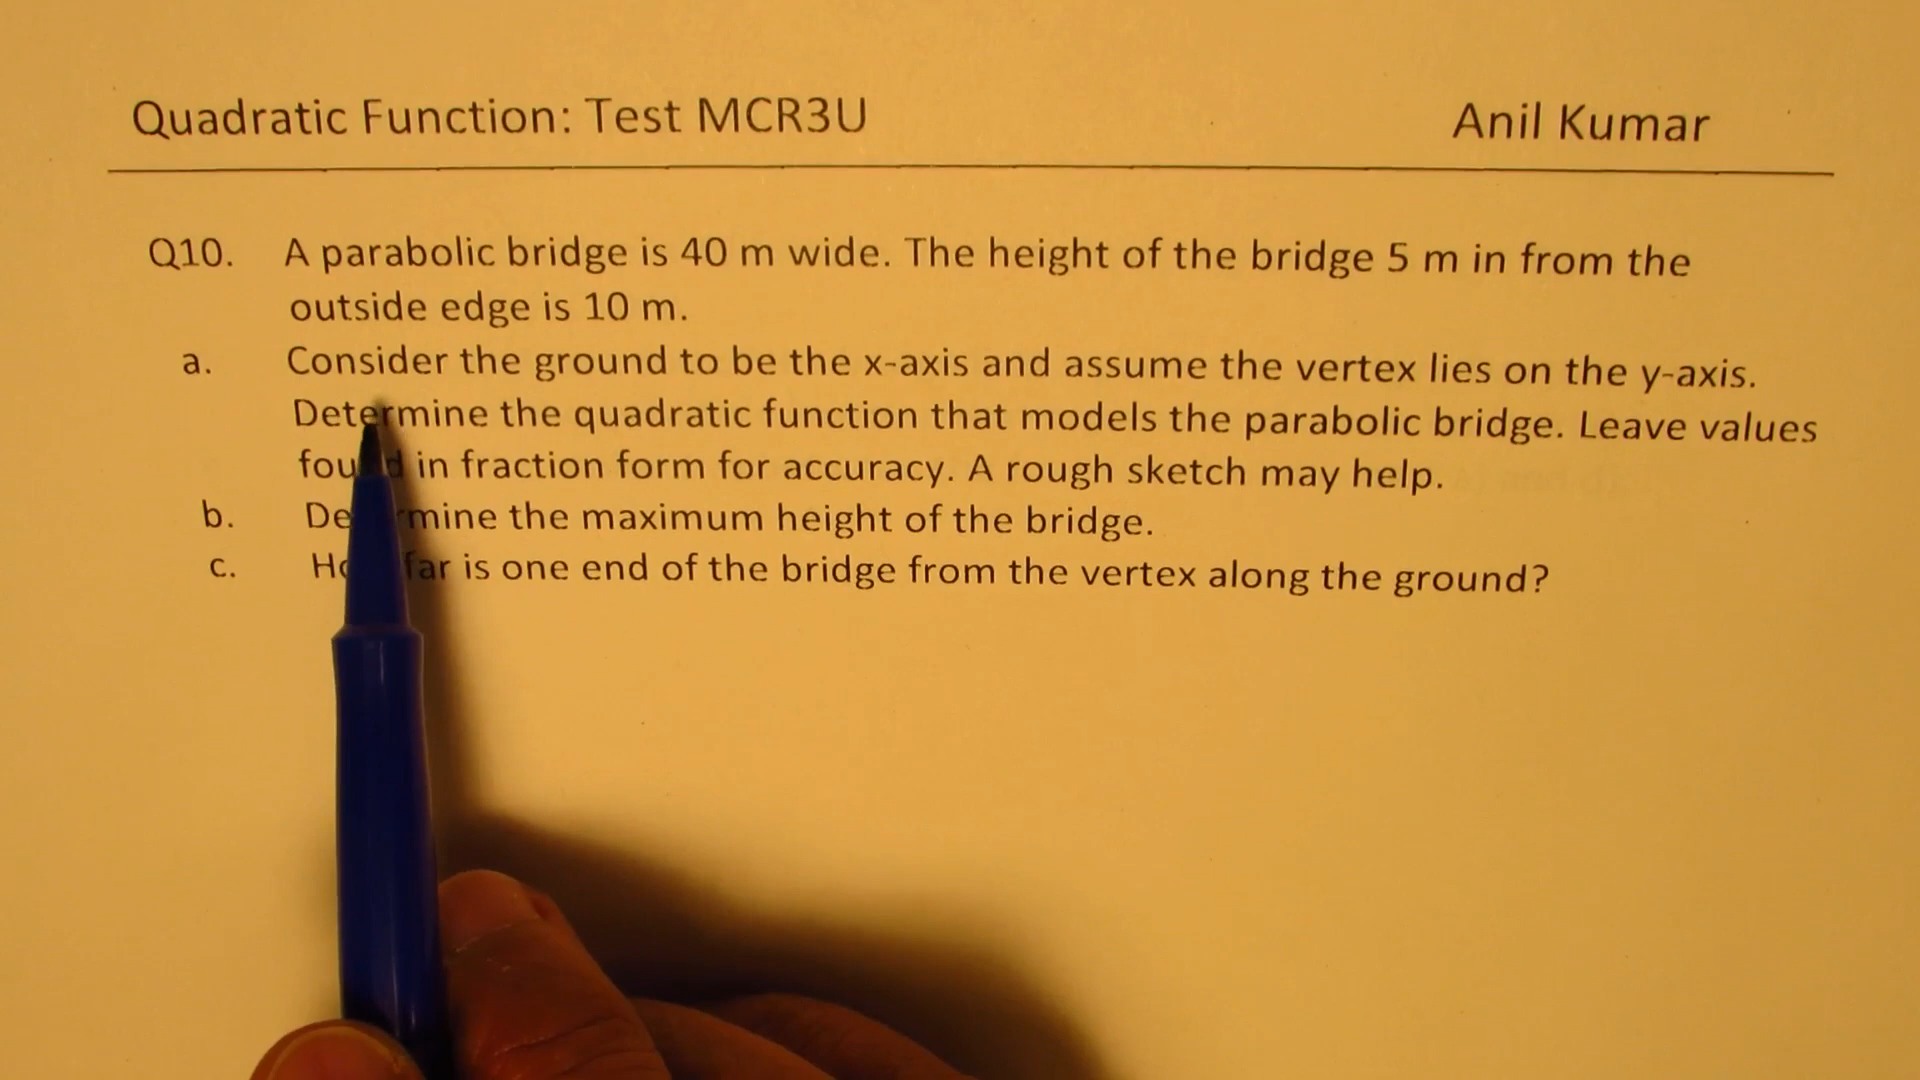 Quadratic Function: Test MCR3U Anil Kumar
Q10. A parabolic bridge is 40 m wide. The height of the bridge 5 m in from the
outside edge is 10 m.
a. Consider the ground to be the x-axis and assume the vertex lies on the y-axis.
Determine the quadratic function that models the parabolic bridge. Leave values
found in fraction form for accuracy. A rough sketch may help.
b. Determine the maximum height of the bridge.
c. How far is one end of the bridge from the vertex along the ground?